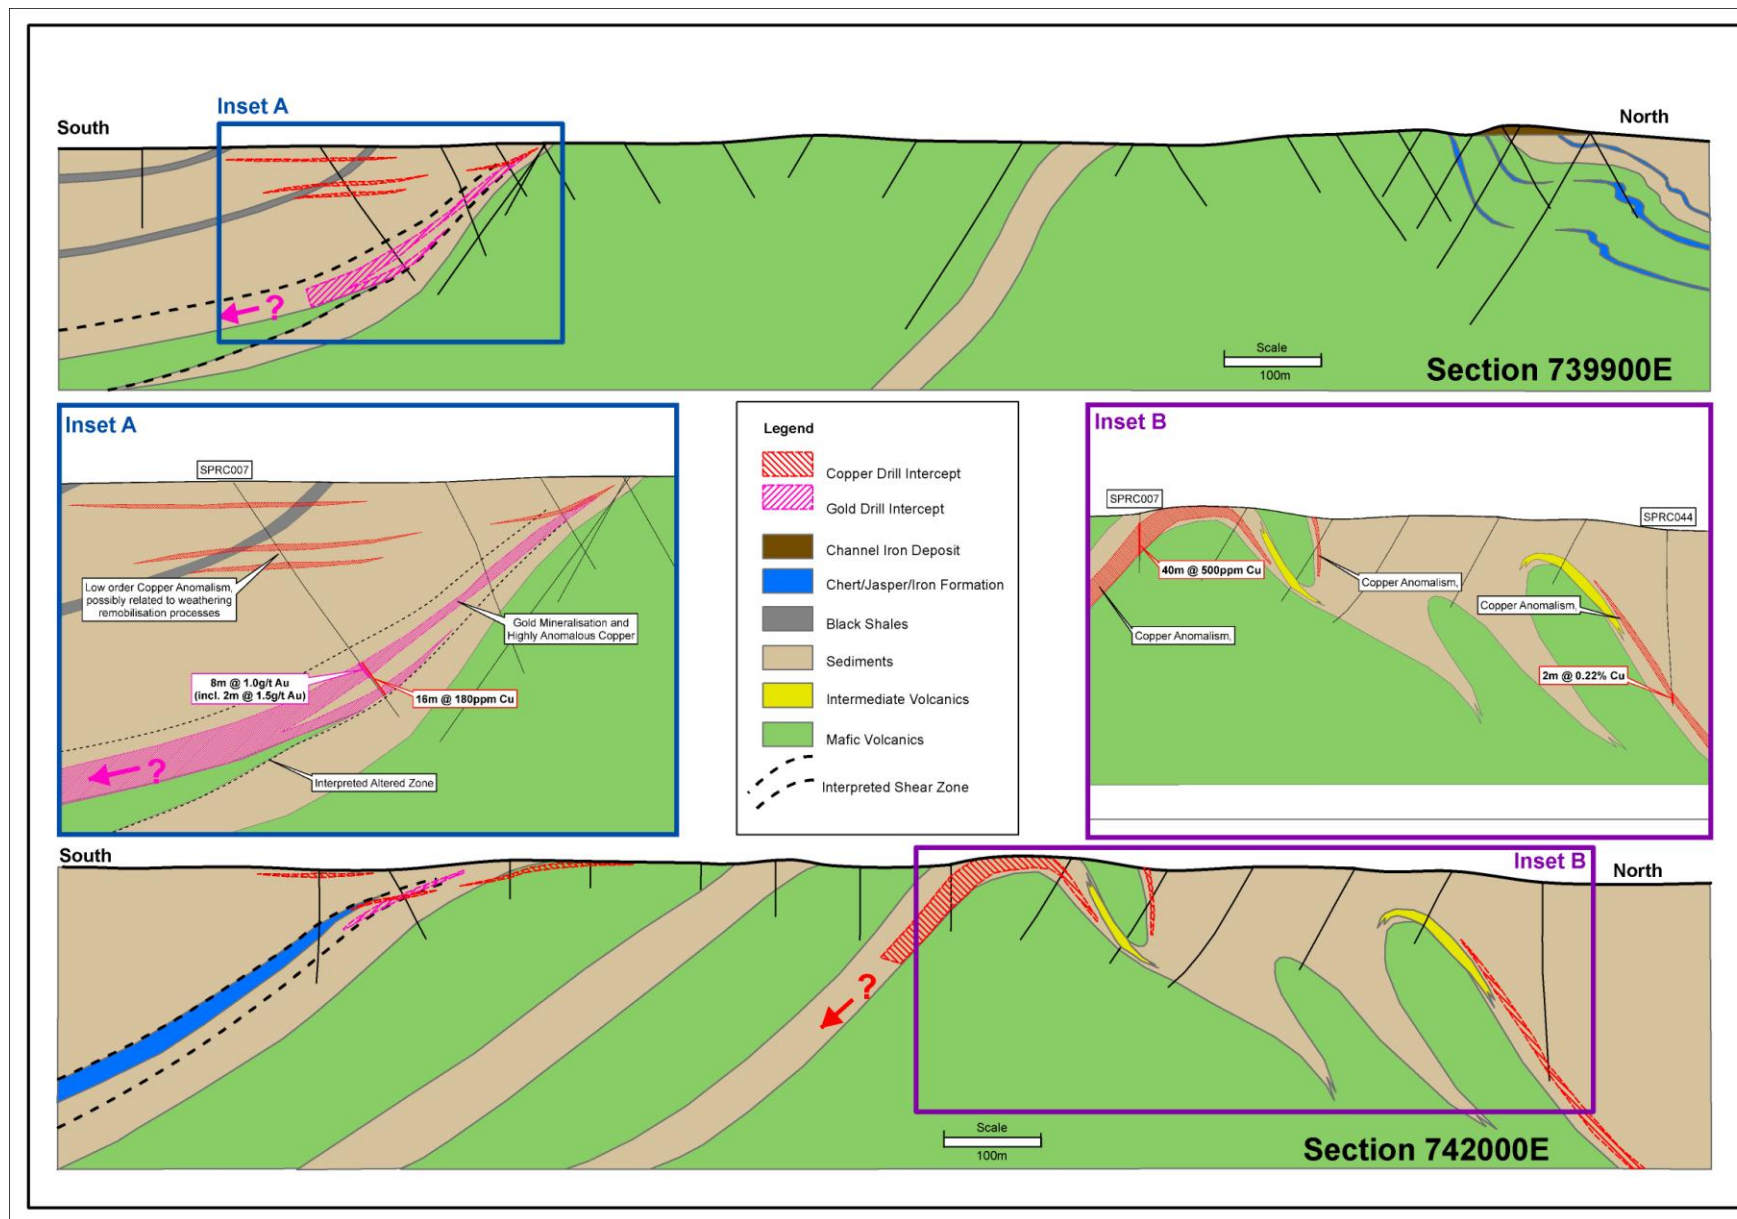 Inset A
South
North
?
Scale
100m
Section 739900E
Inset A
SPRC007
Low order Copper Anomalism,
possibly related to weathering
remobilisation processes
Gold Mineralisation and
Highly Anomalous Copper
8m @ 1.0g/t Au
(incl. 2m @ 1.5g/t Au)
16m @ 180ppm Cu
?
Interpreted Altered Zone
Legend
Copper Drill Intercept
Gold Drill Intercept
Channel Iron Deposit
Chert/Jasper/Iron Formation
Black Shales
Sediments
Intermediate Volcanics
Mafic Volcanics
Interpreted Shear Zone
Inset B
SPRC007
SPRC044
40m @ 500ppm Cu
Copper Anomalism,
Copper Anomalism,
Copper Anomalism,
2m @ 0.22% Cu
South
Inset B
North
?
Scale
100m
Section 742000E